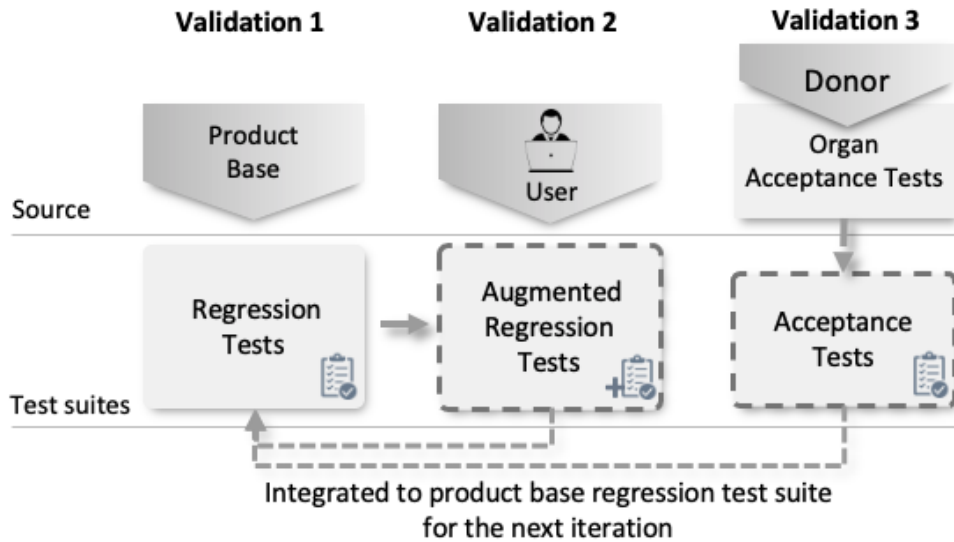 Validation 1
Validation 2
Validation 3
Product
Base
User
Donor
Organ
Acceptance Tests
Source
Regression
Tests
Augmented
Regression
Tests
Acceptance
Tests
Test suites
Integrated to product base regression test suite
for the next iteration